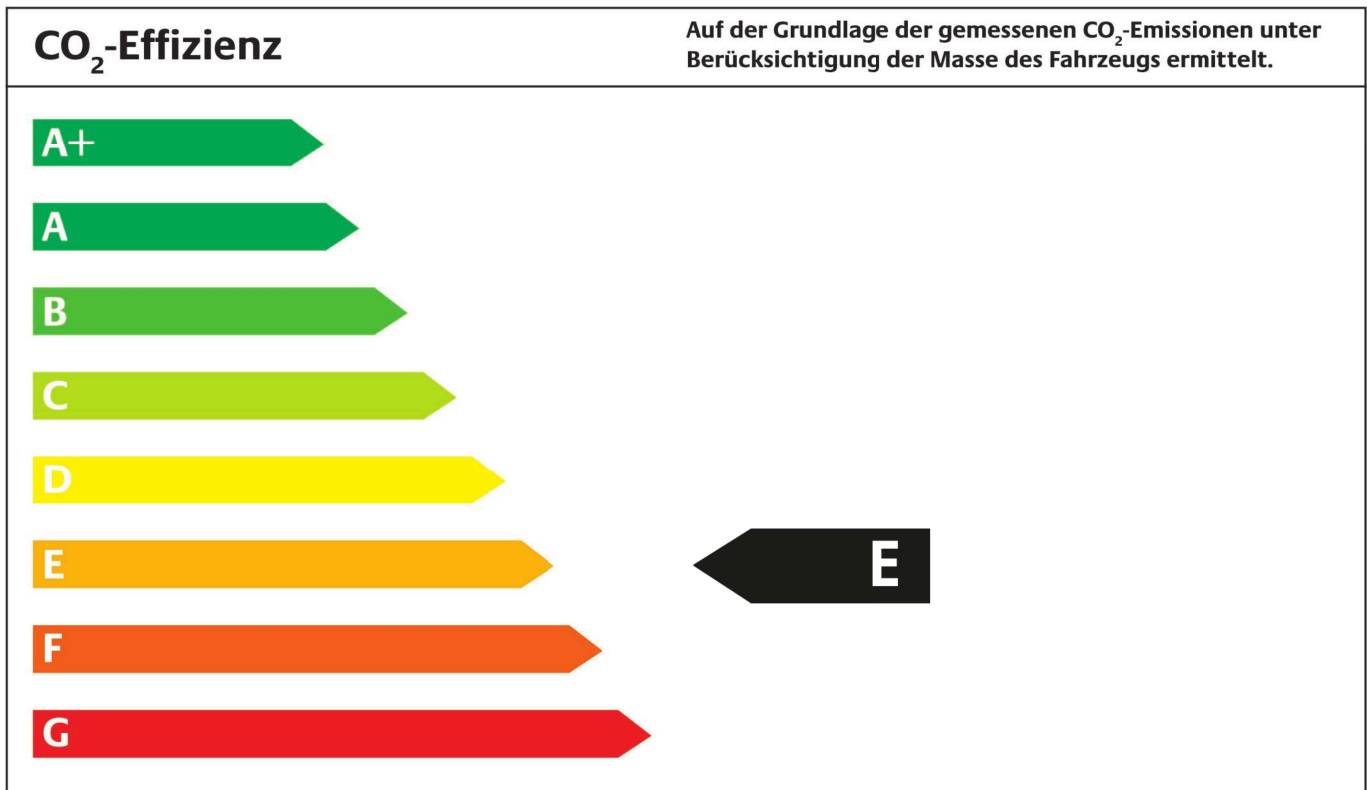 CO₂-Effizienz
Auf der Grundlage der gemessenen CO₂-Emissionen unter
Berücksichtigung der Masse des Fahrzeugs ermittelt.
A+
A
B
C
D
E
E
F
G